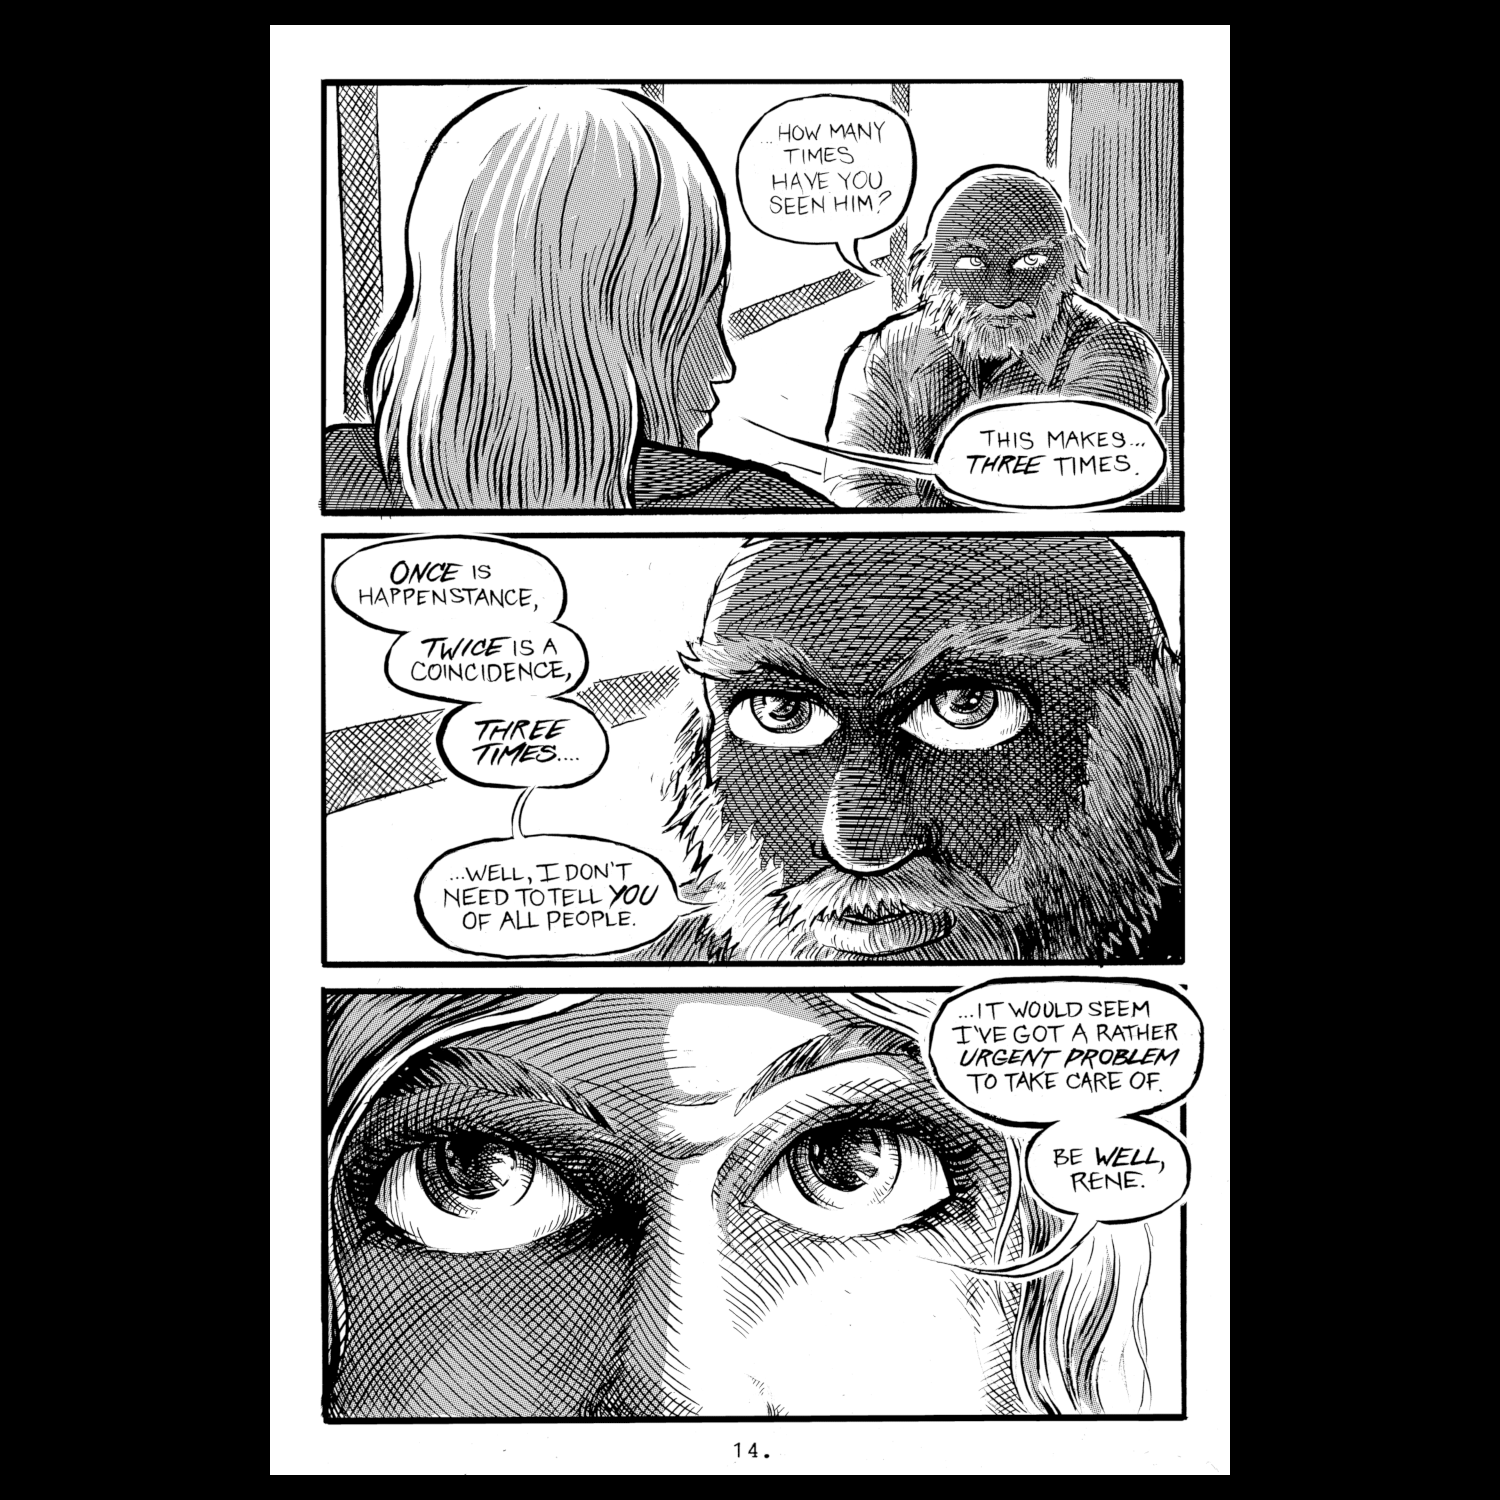 ...HOW MANY
TIMES
HAVE YOU
SEEN HIM?
THIS MAKES...
THREE TIMES.
ONCE IS
HAPPENSTANCE,
TWICE IS A
COINCIDENCE,
THREE
TIMES....
...WELL, I DON'T
NEED TO TELL YOU
OF ALL PEOPLE.
...IT WOULD SEEM
I'VE GOT A RATHER
URGENT PROBLEM
TO TAKE CARE OF.
BE WELL,
RENE.
14.